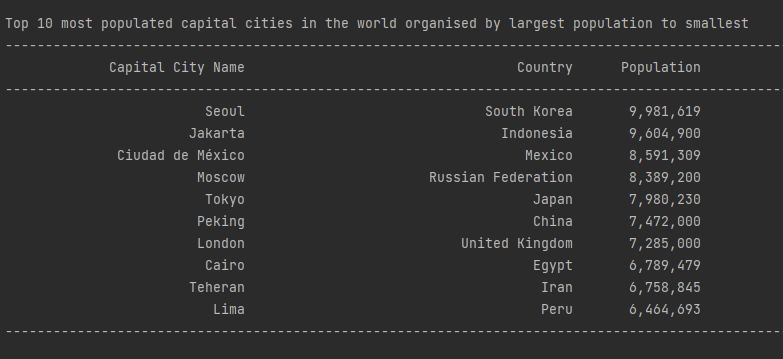 Top 10 most populated capital cities in the world organised by largest population to smallest
Capital City Name Country Population
Seoul South Korea 9,981,619
Jakarta Indonesia 9,604,900
Ciudad de México Mexico 8,591,309
Moscow Russian Federation 8,389,200
Tokyo Japan 7,980,230
Peking China 7,472,000
London United Kingdom 7,285,000
Cairo Egypt 6,789,479
Teheran Iran 6,758,845
Lima Peru 6,464,693